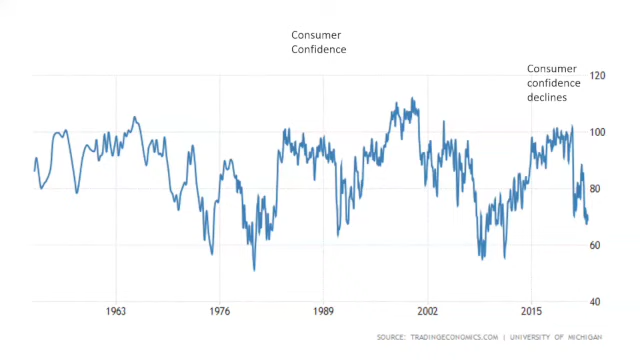 Consumer
Confidence
Consumer
confidence
declines
120
100
80
60
40
1963
1976
1989
2002
2015
SOURCE: TRADINGECONOMICS.COM | UNIVERSITY OF MICHIGAN